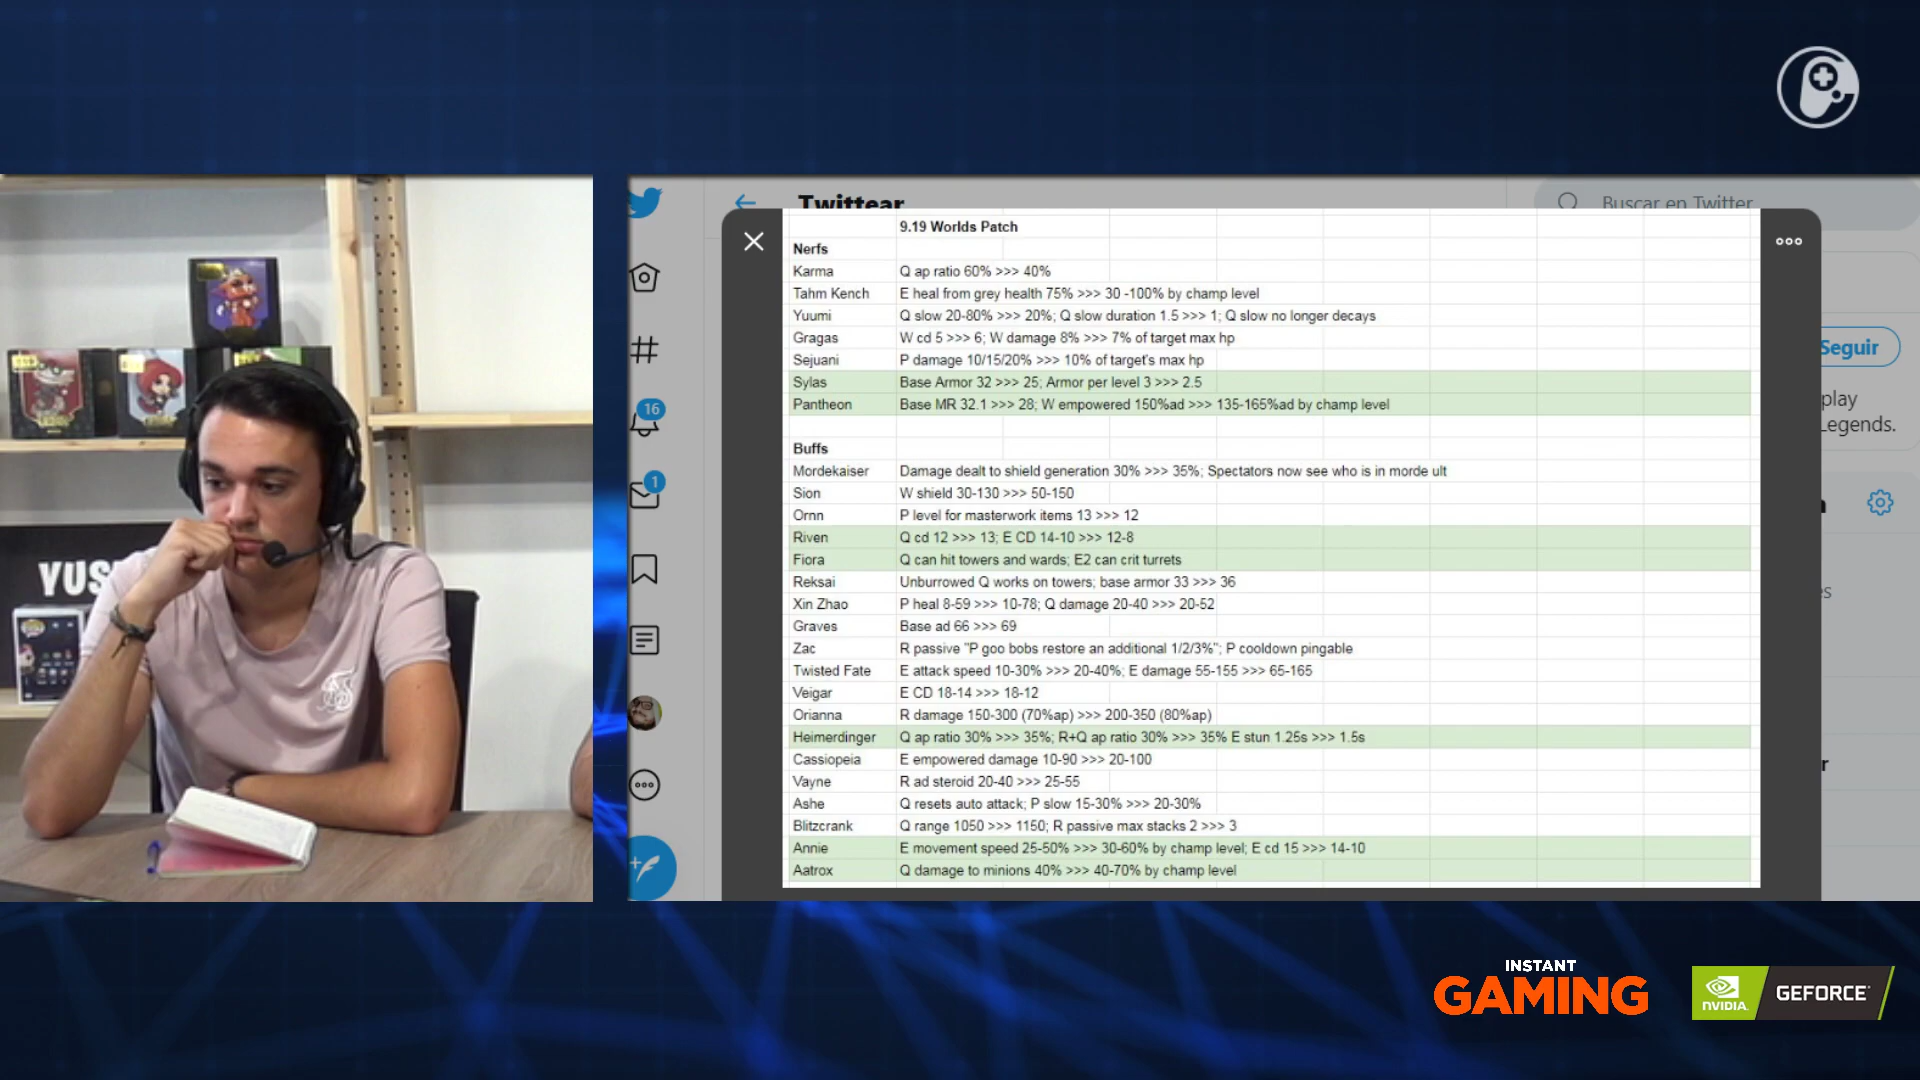 YUS
16
1
Twittear
Buscar en Twitter
9.19 Worlds Patch
Nerfs
Karma Q ap ratio 60% >>> 40%
Tahm Kench E heal from grey health 75% >>> 30 -100% by champ level
Yuumi Q slow 20-80% >>> 20%; Q slow duration 1.5 >>> 1; Q slow no longer decays
Gragas W cd 5 >>> 6; W damage 8% >>> 7% of target max hp
Sejuani P damage 10/15/20% >>> 10% of target's max hp
Sylas Base Armor 32 >>> 25; Armor per level 3 >>> 2.5
Pantheon Base MR 32.1 >>> 28; W empowered 150%ad >>> 135-165%ad by champ level
Buffs
Mordekaiser Damage dealt to shield generation 30% >>> 35%; Spectators now see who is in morde ult
Sion W shield 30-130 >>> 50-150
Ornn P level for masterwork items 13 >>> 12
Riven Q cd 12 >>> 13; E CD 14-10 >>> 12-8
Fiora Q can hit towers and wards; E2 can crit turrets
Reksai Unburrowed Q works on towers; base armor 33 >>> 36
Xin Zhao P heal 8-59 >>> 10-78; Q damage 20-40 >>> 20-52
Graves Base ad 66 >>> 69
Zac R passive "P goo bobs restore an additional 1/2/3%"; P cooldown pingable
Twisted Fate E attack speed 10-30% >>> 20-40%; E damage 55-155 >>> 65-165
Veigar E CD 18-14 >>> 18-12
Orianna R damage 150-300 (70%ap) >>> 200-350 (80%ap)
Heimerdinger Q ap ratio 30% >>> 35%; R+Q ap ratio 30% >>> 35% E stun 1.25s >>> 1.5s
Cassiopeia E empowered damage 10-90 >>> 20-100
Vayne R ad steroid 20-40 >>> 25-55
Ashe Q resets auto attack; P slow 15-30% >>> 20-30%
Blitzcrank Q range 1050 >>> 1150; R passive max stacks 2 >>> 3
Annie E movement speed 25-50% >>> 30-60% by champ level; E cd 15 >>> 14-10
Aatrox Q damage to minions 40% >>> 40-70% by champ level
Seguir
play
Legends.
INSTANT
GAMING
NVIDIA.
GEFORCE